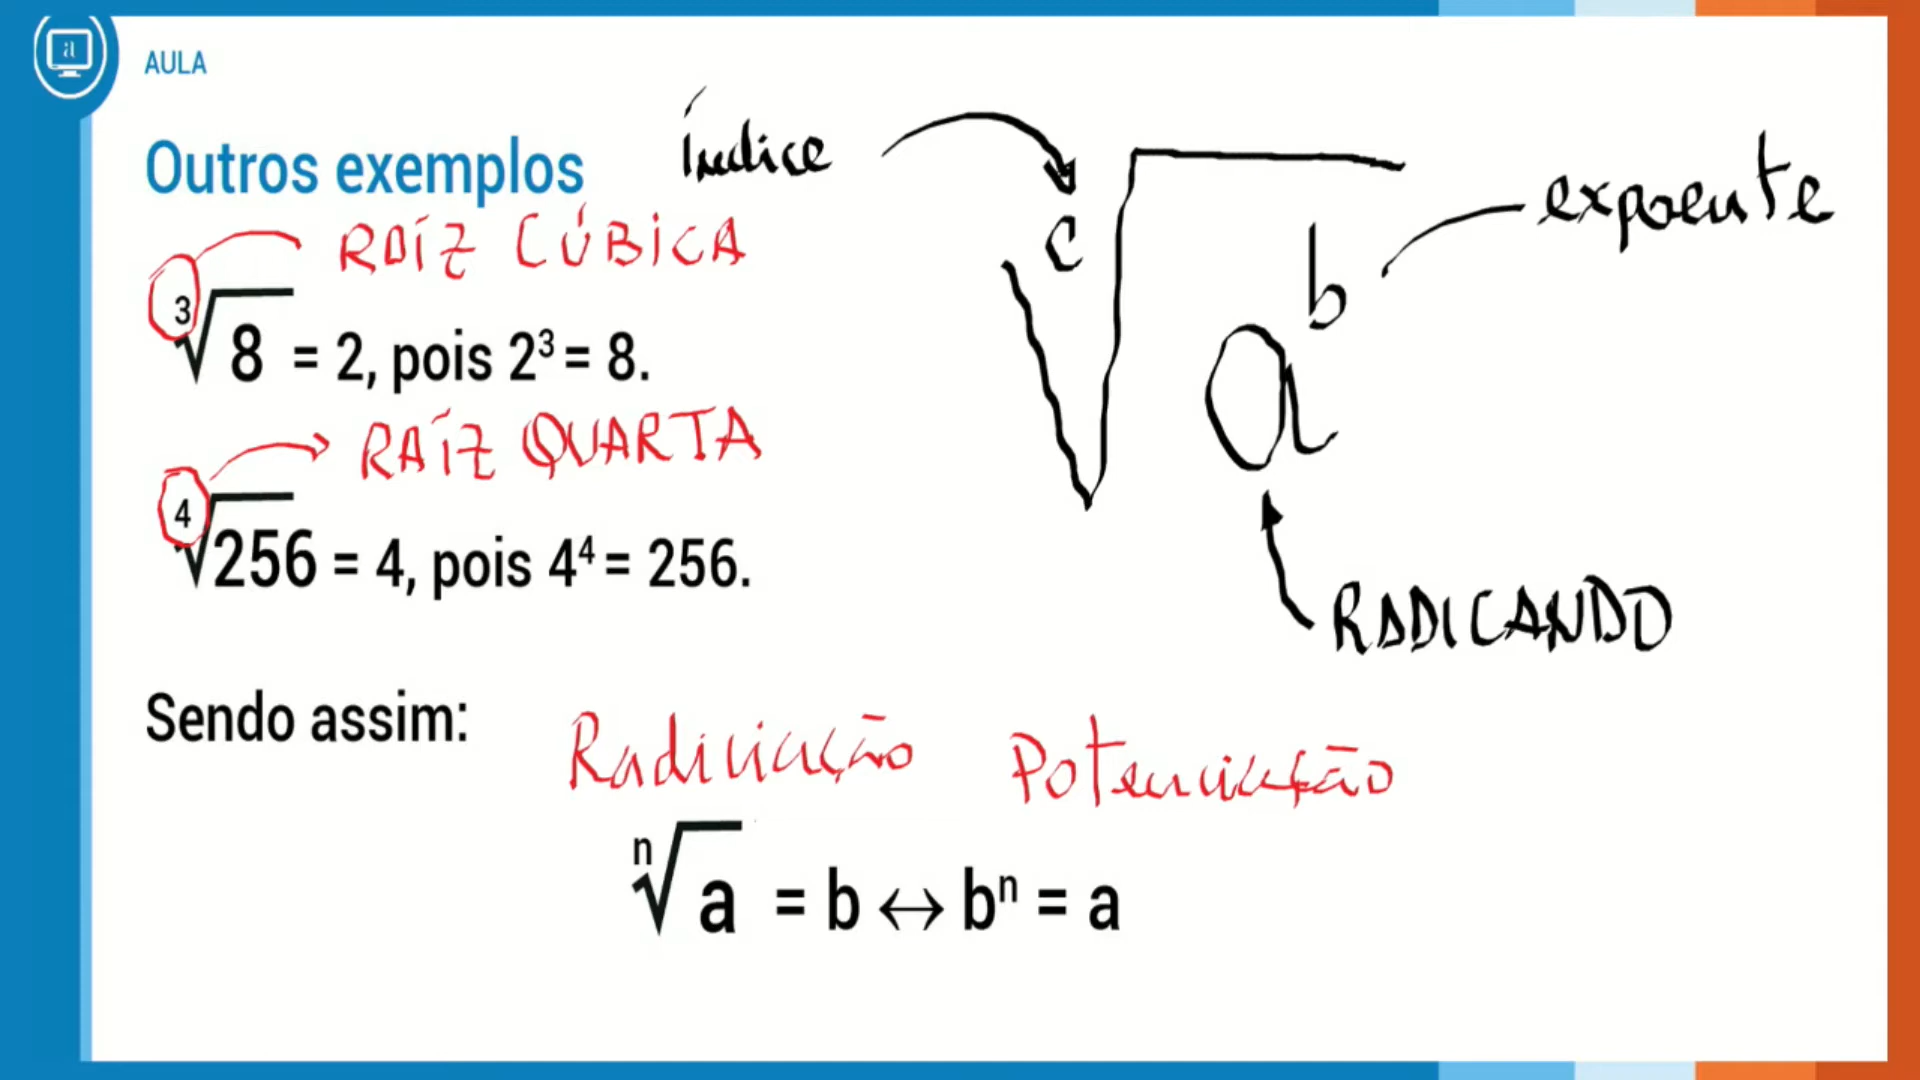 a
AULA
Outros exemplos
Índice
expoente
RAÍZ CÚBICA
c
b
a
∛8 = 2, pois 2³ = 8.
RAÍZ QUARTA
∜256 = 4, pois 4⁴ = 256.
RADICANDO
Sendo assim:
Radiciação Potenciação
ⁿ√a = b ↔ bⁿ = a